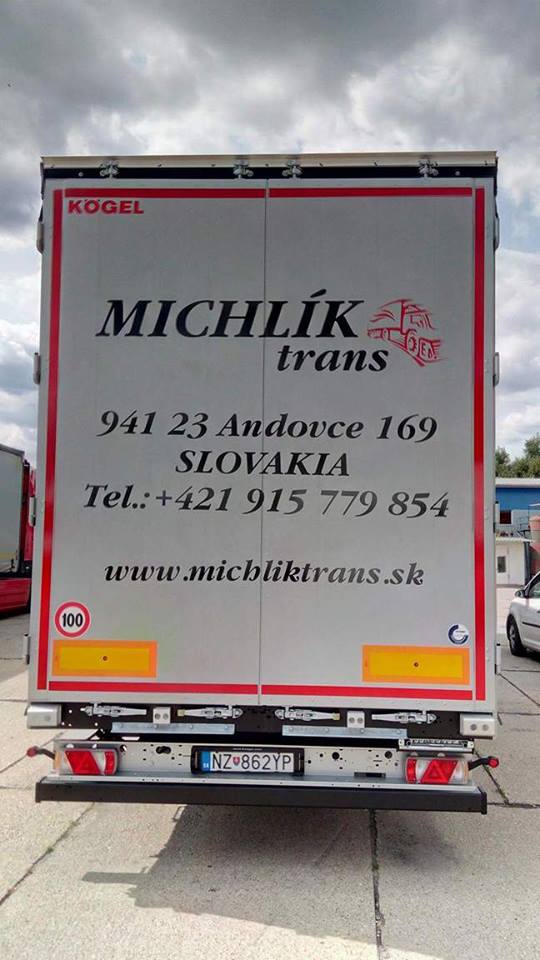 KÖGEL
MICHLÍK
trans
941 23 Andovce 169
SLOVAKIA
Tel.: +421 915 779 854
www.michliktrans.sk
100
NZ 862YP